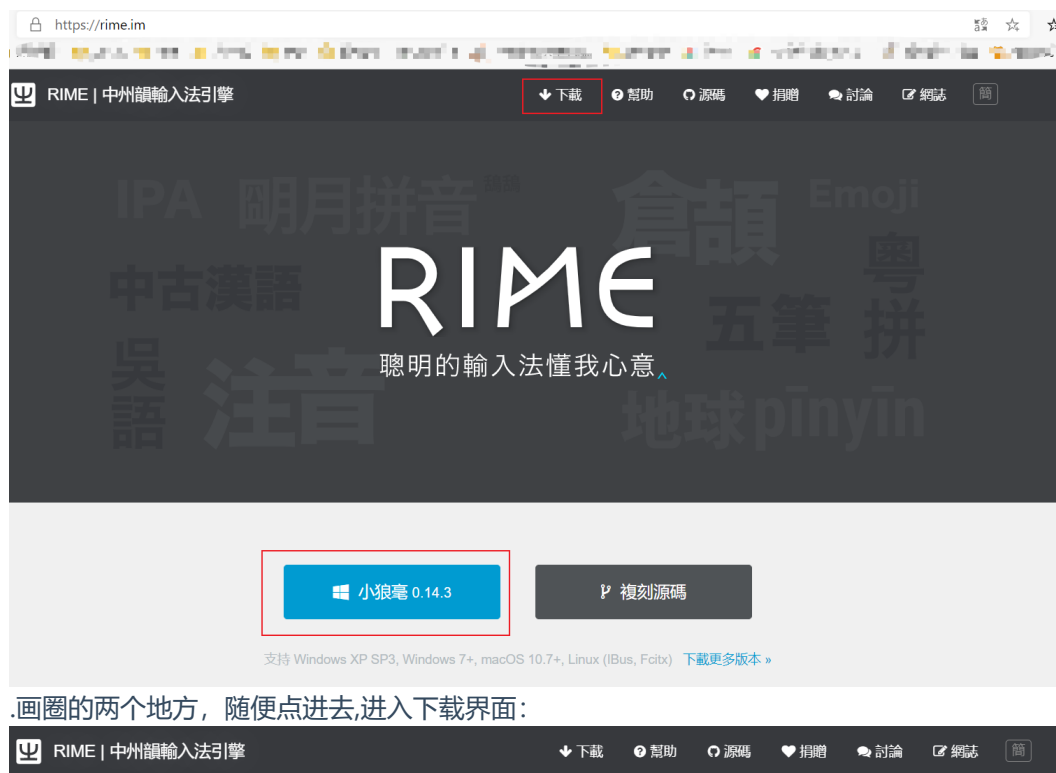 https://rime.im
RIME | 中州韻輸入法引擎 下載 幫助 源碼 捐贈 討論 網誌 簡
IPA 明月拼音 倉頡 Emoji
中古漢語 粵拼
RIME
五筆
聰明的輸入法懂我心意^
吳語 注音 地球pīnyīn
小狼毫 0.14.3 複刻源碼
支持 Windows XP SP3, Windows 7+, macOS 10.7+, Linux (IBus, Fcitx) 下載更多版本 »
.画圈的两个地方，随便点进去,进入下载界面：
RIME | 中州韻輸入法引擎 下載 幫助 源碼 捐贈 討論 網誌 簡